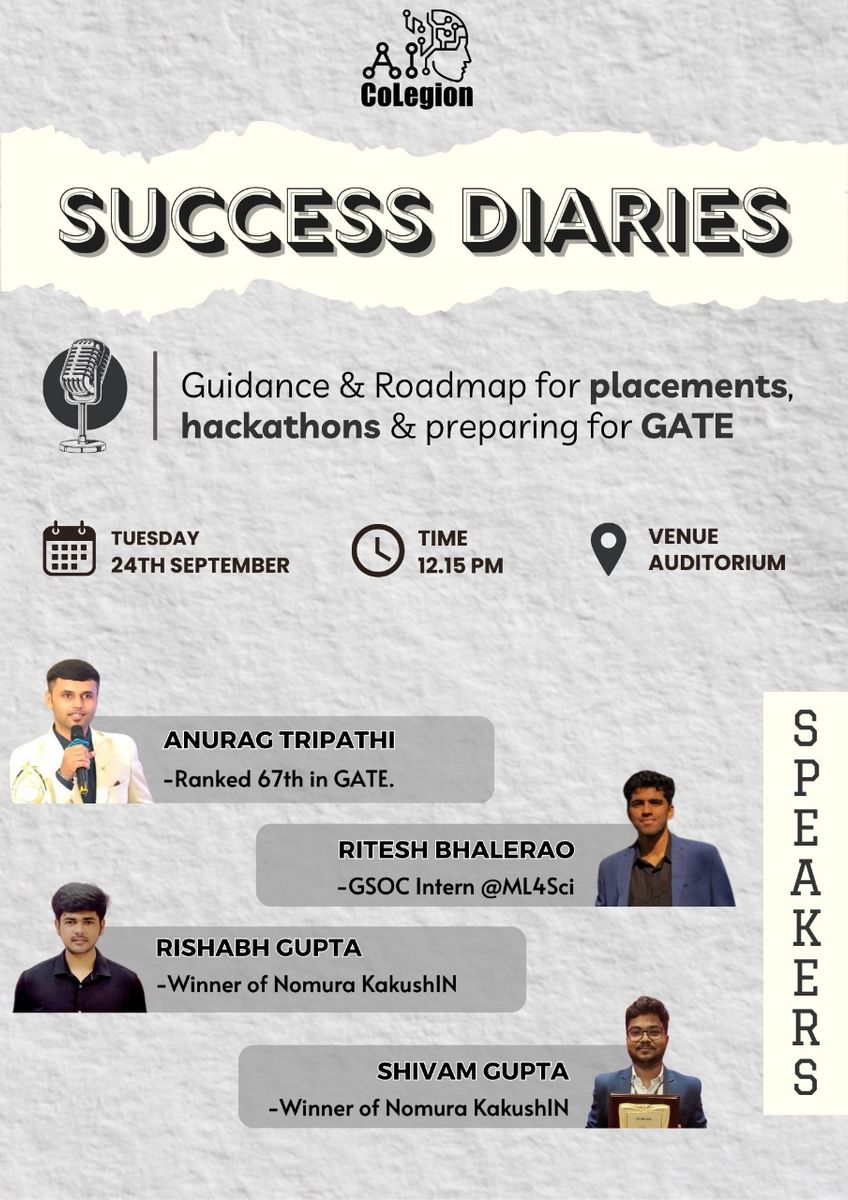 AI
CoLegion
SUCCESS DIARIES
Guidance & Roadmap for placements,
hackathons & preparing for GATE
TUESDAY
24TH SEPTEMBER
TIME
12.15 PM
VENUE
AUDITORIUM
SPEAKERS
ANURAG TRIPATHI
-Ranked 67th in GATE.
RITESH BHALERAO
-GSOC Intern @ML4Sci
RISHABH GUPTA
-Winner of Nomura KakushIN
SHIVAM GUPTA
-Winner of Nomura KakushIN